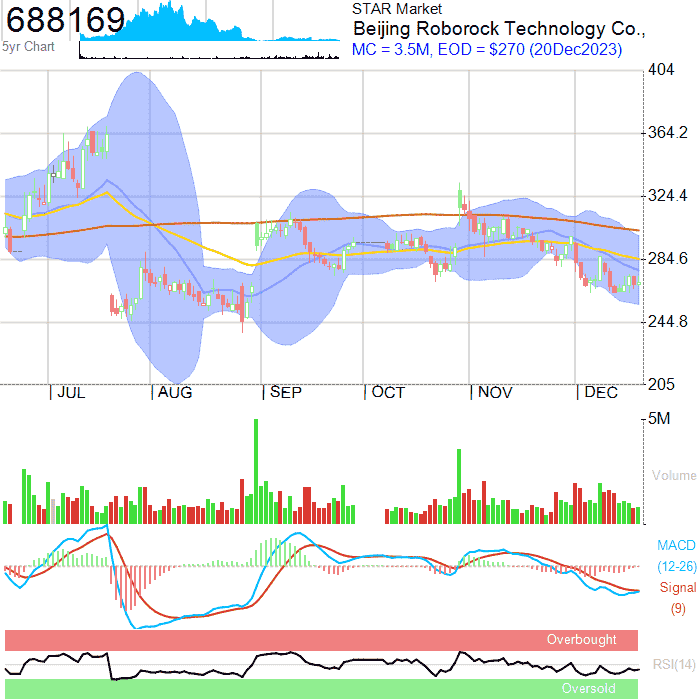 688169
5yr Chart
STAR Market
Beijing Roborock Technology Co.,
MC = 3.5M, EOD = $270 (20Dec2023)
404
364.2
324.4
284.6
244.8
205
| JUL | AUG | SEP | OCT | NOV | DEC
5M
Volume
MACD
(12-26)
Signal
(9)
Overbought
RSI(14)
Oversold